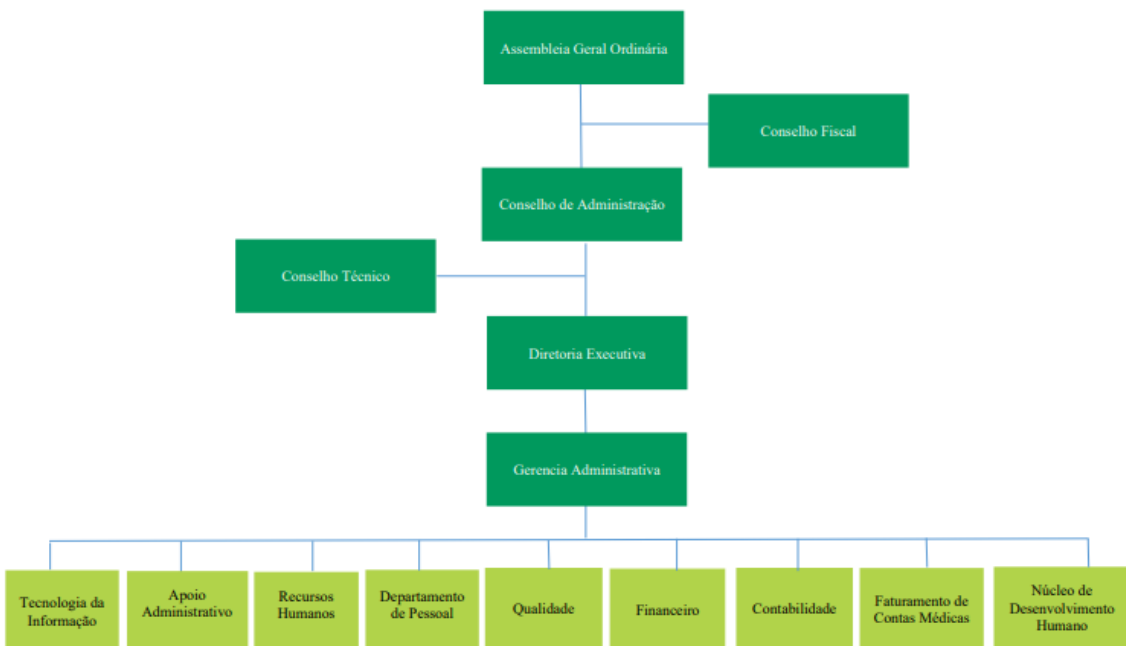 Assembleia Geral Ordinária
Conselho Fiscal
Conselho de Administração
Conselho Técnico
Diretoria Executiva
Gerencia Administrativa
Tecnologia da
Informação
Apoio
Administrativo
Recursos
Humanos
Departamento
de Pessoal
Qualidade
Financeiro
Contabilidade
Faturamento de
Contas Médicas
Núcleo de
Desenvolvimento
Humano